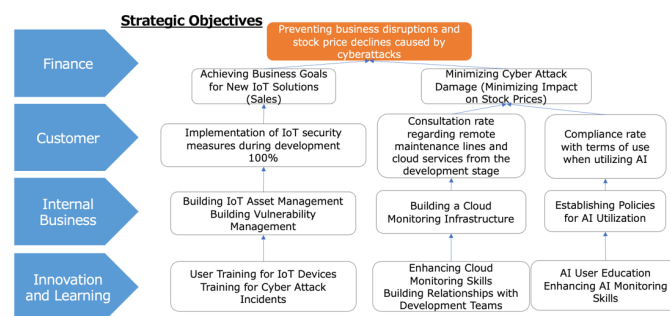 Strategic Objectives
Preventing business disruptions and
stock price declines caused by
cyberattacks
Finance
Achieving Business Goals
for New IoT Solutions
(Sales)
Minimizing Cyber Attack
Damage (Minimizing Impact
on Stock Prices)
Customer
Implementation of IoT security
measures during development
100%
Consultation rate
regarding remote
maintenance lines and
cloud services from the
development stage
Compliance rate
with terms of use
when utilizing AI
Internal
Business
Building IoT Asset Management
Building Vulnerability
Management
Building a Cloud
Monitoring Infrastructure
Establishing Policies
for AI Utilization
Innovation
and Learning
User Training for IoT Devices
Training for Cyber Attack
Incidents
Enhancing Cloud
Monitoring Skills
Building Relationships with
Development Teams
AI User Education
Enhancing AI Monitoring
Skills